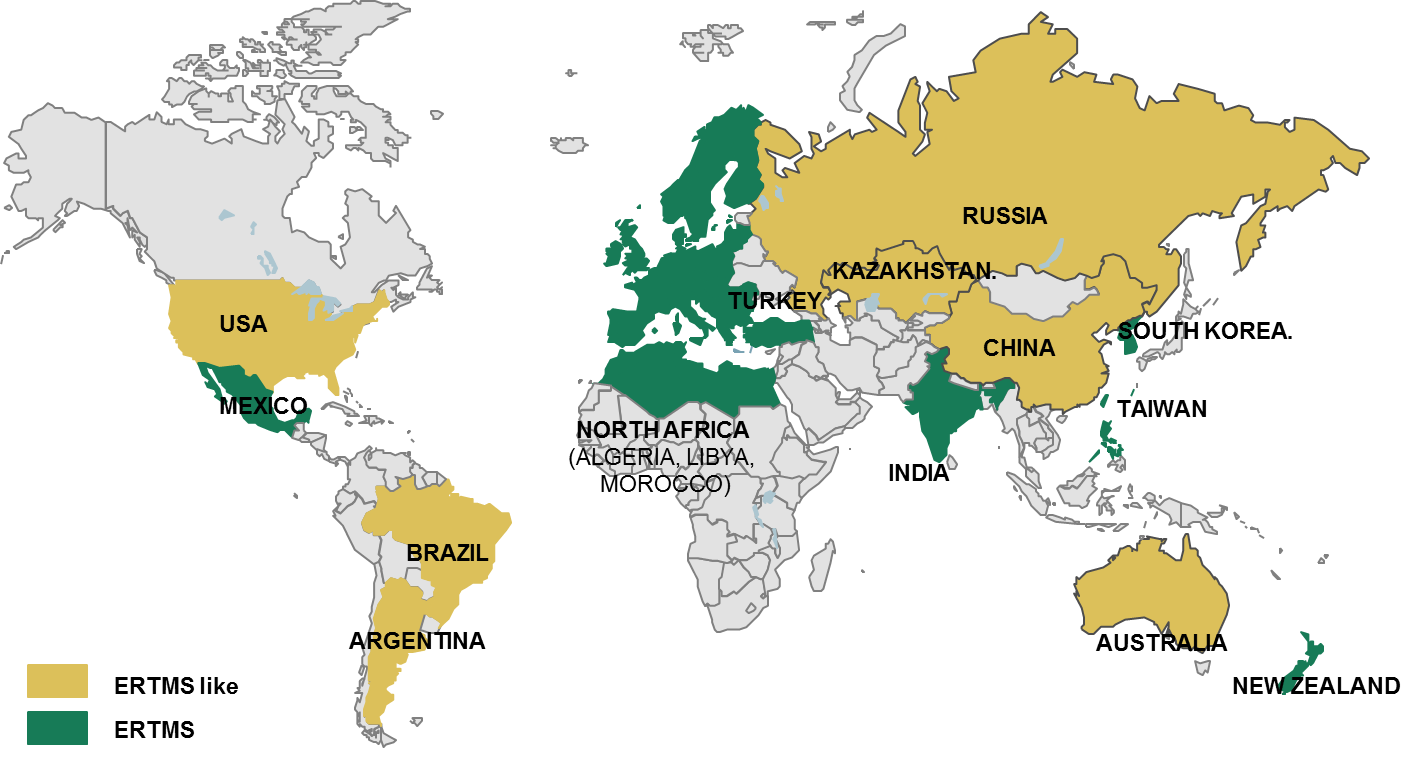 RUSSIA
KAZAKHSTAN.
TURKEY
USA
SOUTH KOREA.
CHINA
MEXICO
TAIWAN
NORTH AFRICA
(ALGERIA, LIBYA,
MOROCCO)
INDIA
BRAZIL
ARGENTINA
AUSTRALIA
NEW ZEALAND
ERTMS like
ERTMS